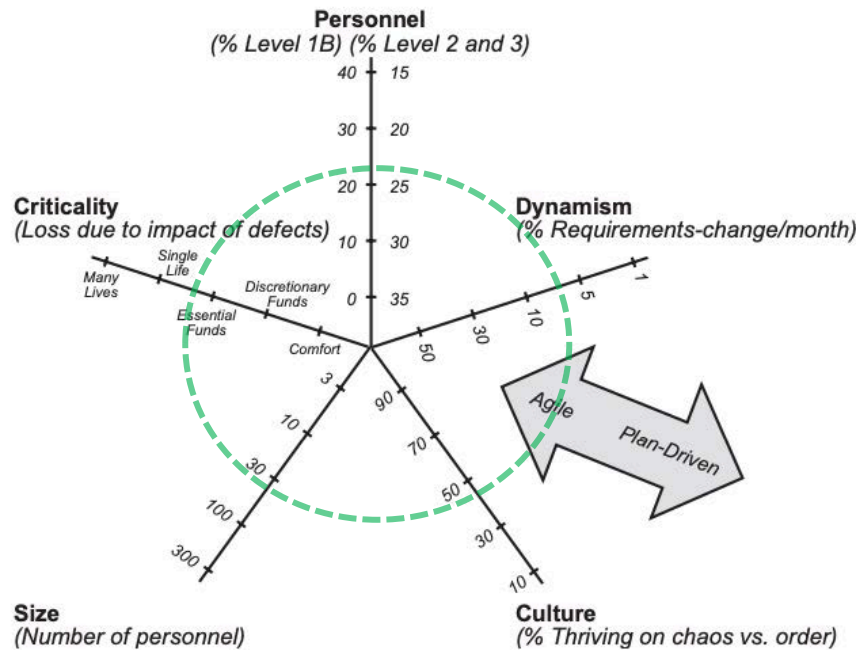 Personnel
(% Level 1B) (% Level 2 and 3)
40 15
30 20
20 25
10 30
0 35
Criticality
(Loss due to impact of defects)
Many
Lives
Single
Life
Essential
Funds
Discretionary
Funds
Comfort
Dynamism
(% Requirements-change/month)
1
5
10
30
50
3
10
30
100
300
90
70
50
30
10
Agile
Plan-Driven
Size
(Number of personnel)
Culture
(% Thriving on chaos vs. order)